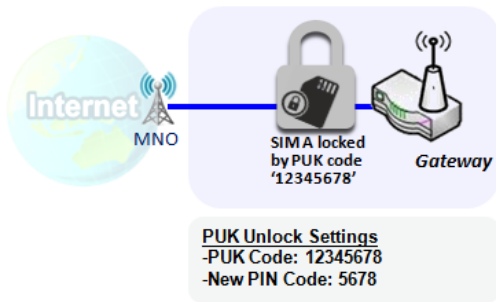 Internet
MNO
SIM A locked
by PUK code
'12345678'
Gateway
PUK Unlock Settings
-PUK Code: 12345678
-New PIN Code: 5678